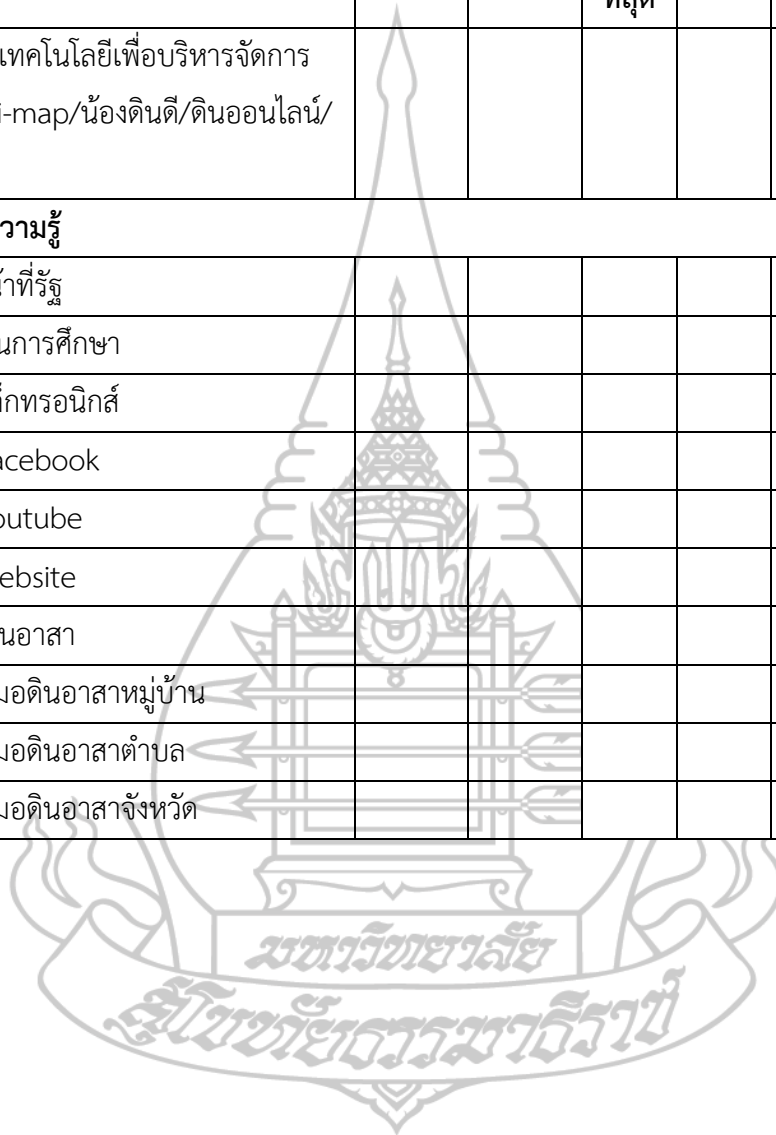 ที่สุด
เทคโนโลยีเพื่อบริหารจัดการ
i-map/น้องดินดี/ดินออนไลน์/
วามรู้
าที่รัฐ
นการศึกษา
ล็กทรอนิกส์
acebook
outube
ebsite
นอาสา
มอดินอาสาหมู่บ้าน
มอดินอาสาตำบล
มอดินอาสาจังหวัด
มหาวิทยาลัย
สุโขทัยธรรมาธิราช